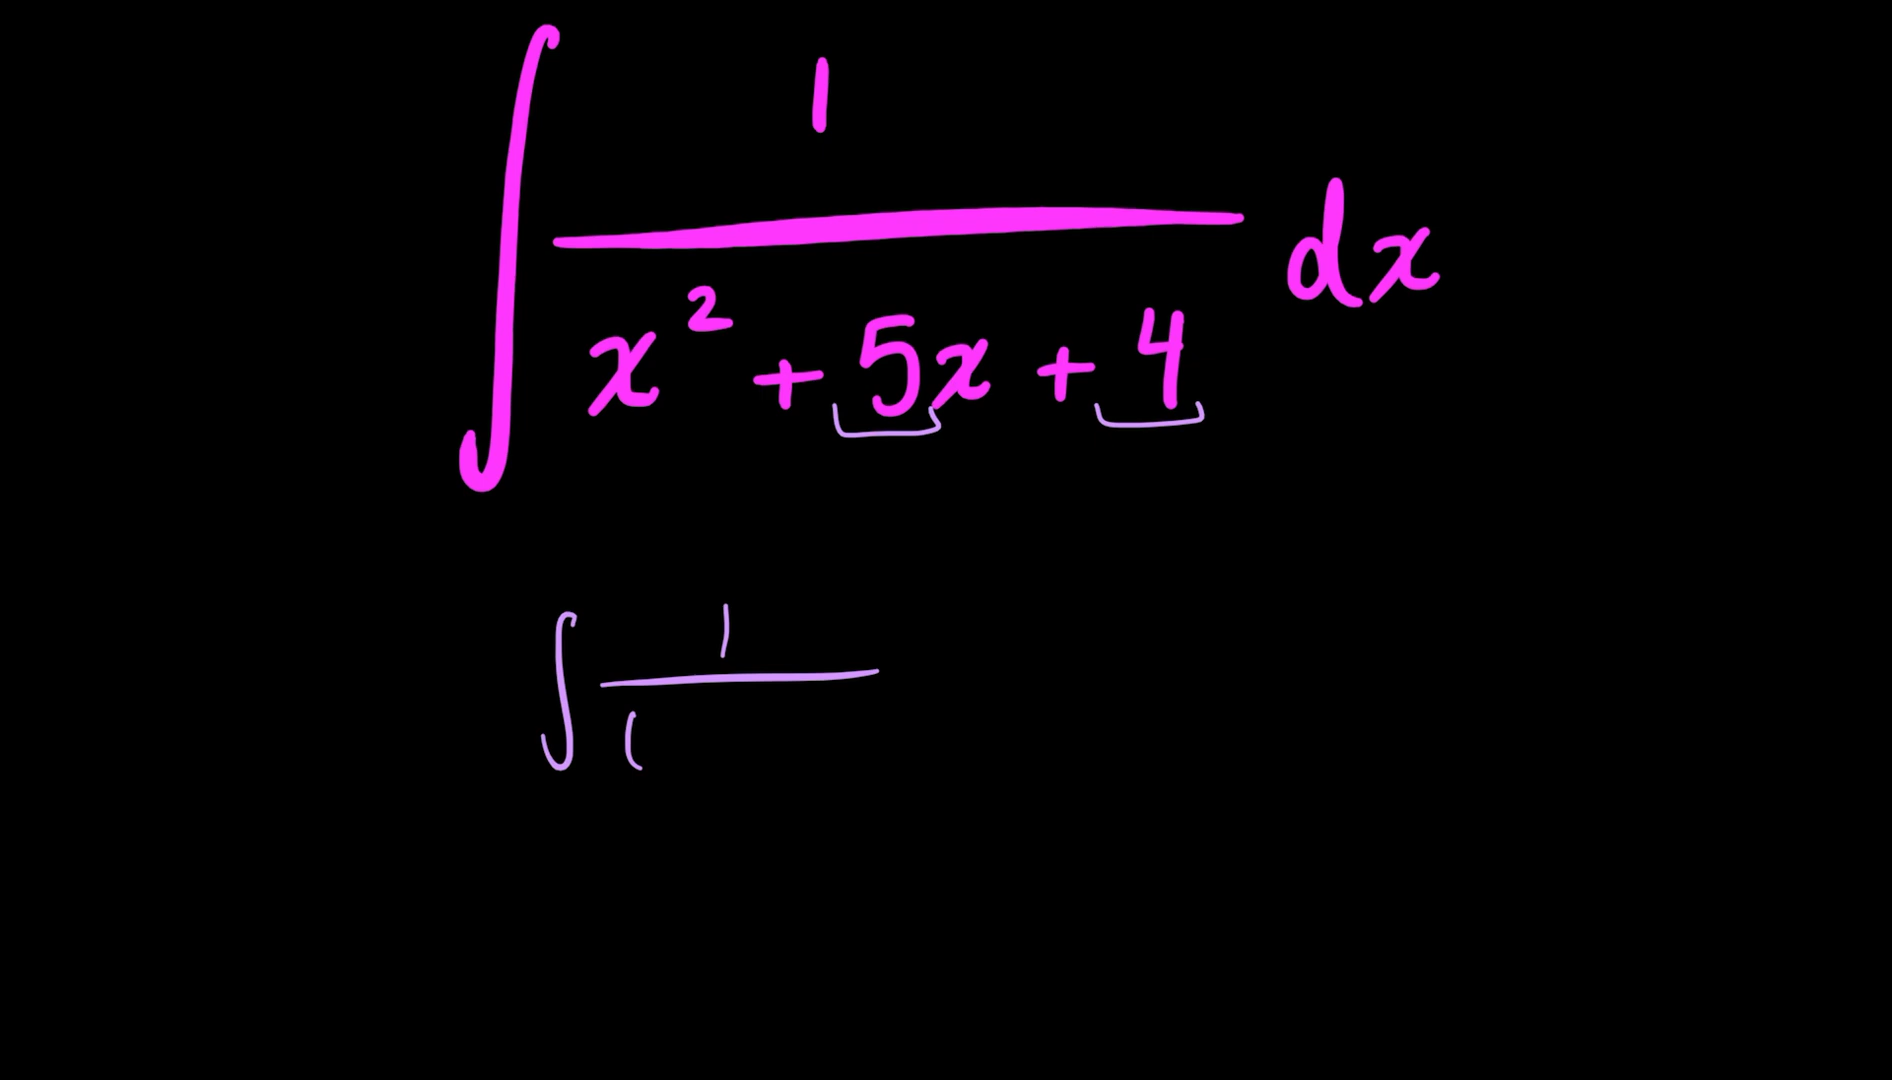 ∫ 1/(x² + 5x + 4) dx
∫ 1/(